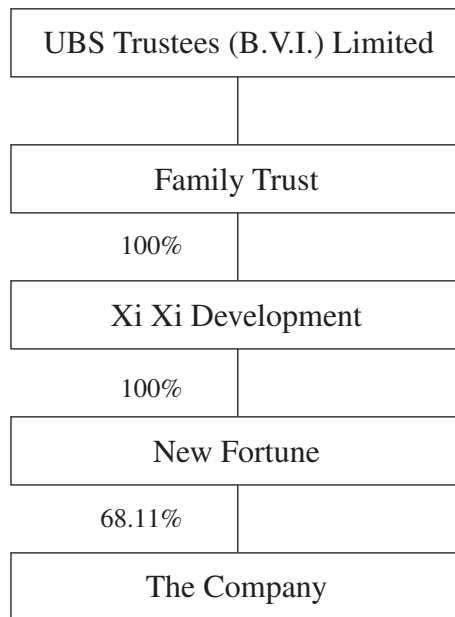 UBS Trustees (B.V.I.) Limited
Family Trust
100%
Xi Xi Development
100%
New Fortune
68.11%
The Company